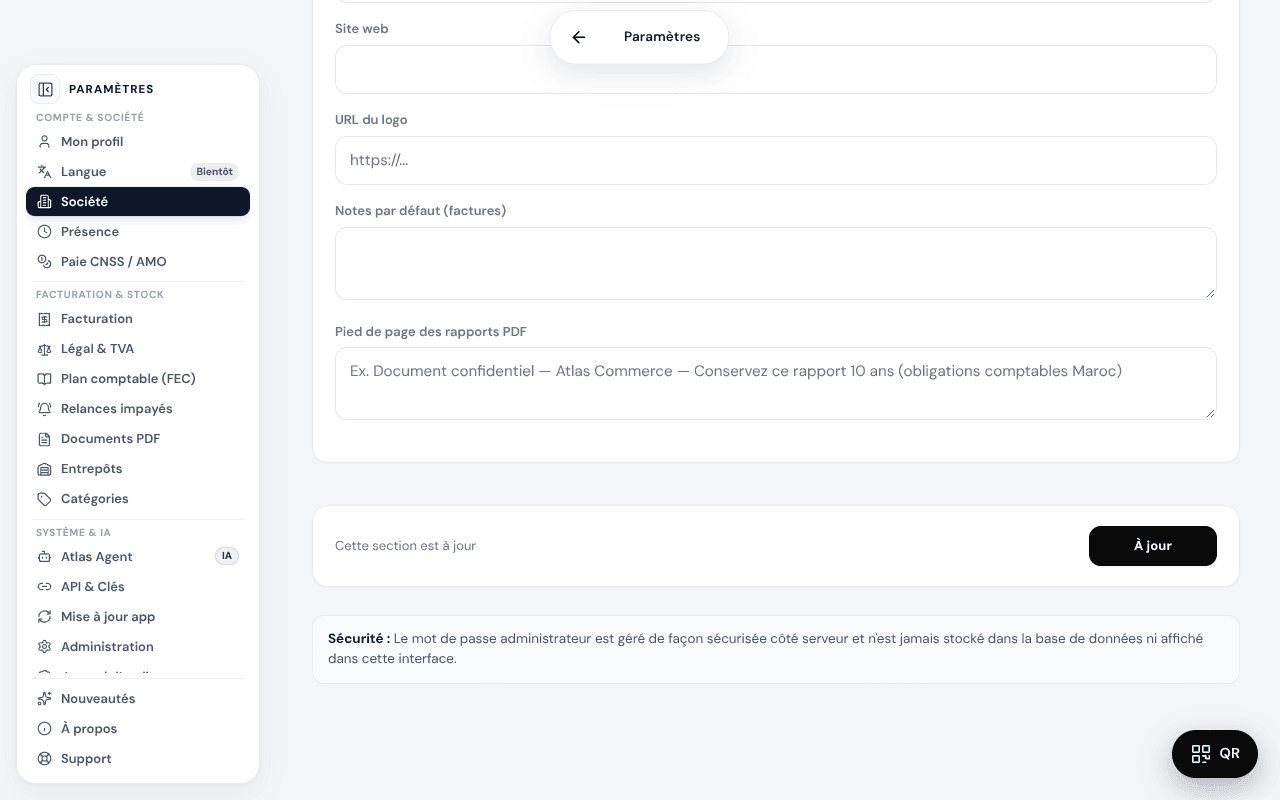 Site web
Paramètres
PARAMÈTRES
COMPTE & SOCIÉTÉ
Mon profil
Langue
Bientôt
Société
Présence
Paie CNSS / AMO
FACTURATION & STOCK
Facturation
Légal & TVA
Plan comptable (FEC)
Relances impayés
Documents PDF
Entrepôts
Catégories
SYSTÈME & IA
Atlas Agent
IA
API & Clés
Mise à jour app
Administration
Nouveautés
À propos
Support
URL du logo
https://...
Notes par défaut (factures)
Pied de page des rapports PDF
Ex. Document confidentiel — Atlas Commerce — Conservez ce rapport 10 ans (obligations comptables Maroc)
Cette section est à jour
À jour
Sécurité : Le mot de passe administrateur est géré de façon sécurisée côté serveur et n'est jamais stocké dans la base de données ni affiché
dans cette interface.
QR